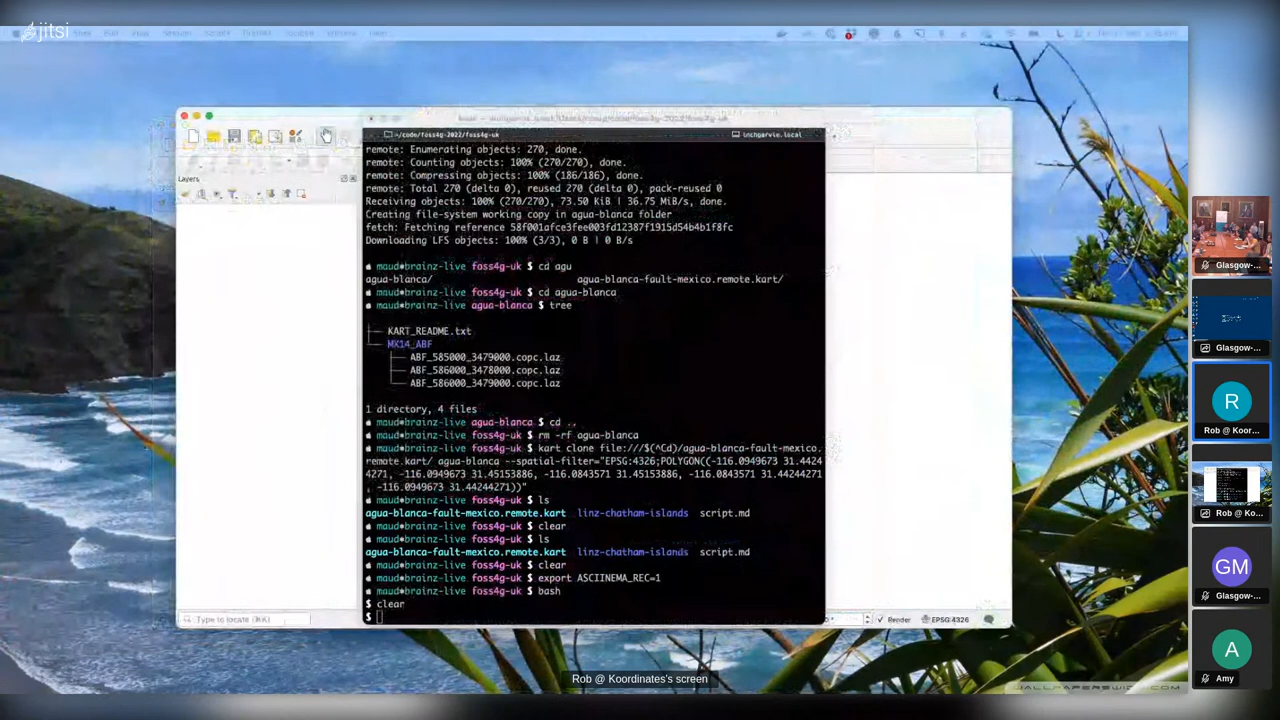 jitsi
Layers
~/code/foss4g-2022/foss4g-uk
inchgarvie.local
remote: Enumerating objects: 270, done.
remote: Counting objects: 100% (270/270), done.
remote: Compressing objects: 100% (186/186), done.
remote: Total 270 (delta 0), reused 270 (delta 0), pack-reused 0
Receiving objects: 100% (270/270), 73.50 KiB | 36.75 MiB/s, done.
Creating file-system working copy in agua-blanca folder
fetch: Fetching reference 58f001afce3fee003fd12387f1915d54b4b1f8fc
Downloading LFS objects: 100% (3/3), 0 B | 0 B/s
maud●brainz-live foss4g-uk $ cd agu
agua-blanca/ agua-blanca-fault-mexico.remote.kart/
maud●brainz-live foss4g-uk $ cd agua-blanca
maud●brainz-live agua-blanca $ tree
├── KART_README.txt
└── MX14_ABF
├── ABF_585000_3479000.copc.laz
├── ABF_586000_3478000.copc.laz
└── ABF_586000_3479000.copc.laz
1 directory, 4 files
maud●brainz-live agua-blanca $ cd ..
maud●brainz-live foss4g-uk $ rm -rf agua-blanca
maud●brainz-live foss4g-uk $ kart clone file:///$(^Cd)/agua-blanca-fault-mexico.
remote.kart/ agua-blanca --spatial-filter="EPSG:4326;POLYGON((-116.0949673 31.4424
4271, -116.0949673 31.45153886, -116.0843571 31.45153886, -116.0843571 31.44244271
, -116.0949673 31.44244271))"
maud●brainz-live foss4g-uk $ ls
agua-blanca-fault-mexico.remote.kart linz-chatham-islands script.md
maud●brainz-live foss4g-uk $ clear
maud●brainz-live foss4g-uk $ ls
agua-blanca-fault-mexico.remote.kart linz-chatham-islands script.md
maud●brainz-live foss4g-uk $ clear
maud●brainz-live foss4g-uk $ export ASCIINEMA_REC=1
maud●brainz-live foss4g-uk $ bash
$ clear
$
Type to locate (⌘K)
Render
EPSG:4326
Rob @ Koordinates's screen
Glasgow-...
Glasgow-...
R
Rob @ Koor...
Rob @ Ko...
GM
Glasgow-...
A
Amy